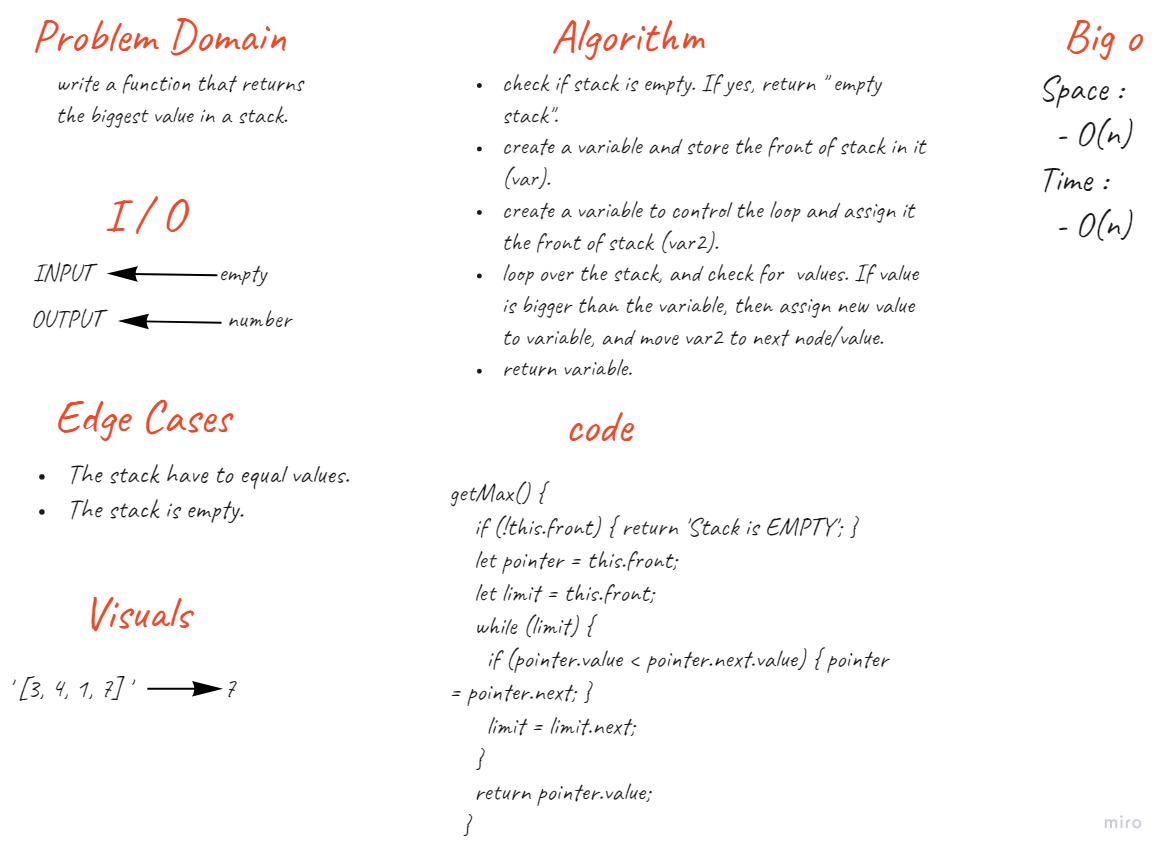 Problem Domain
write a function that returns
the biggest value in a stack.
I / O
INPUT empty
OUTPUT number
Edge Cases
• The stack have to equal values.
• The stack is empty.
Visuals
'[3, 4, 1, 7]' 7
Algorithm
• check if stack is empty. If yes, return "empty
stack".
• create a variable and store the front of stack in it
(var).
• create a variable to control the loop and assign it
the front of stack (var2).
• loop over the stack, and check for values. If value
is bigger than the variable, then assign new value
to variable, and move var2 to next node/value.
• return variable.
code
getMax() {
if (!this.front) { return 'Stack is EMPTY'; }
let pointer = this.front;
let limit = this.front;
while (limit) {
if (pointer.value < pointer.next.value) { pointer
= pointer.next; }
limit = limit.next;
}
return pointer.value;
}
Big o
Space :
- O(n)
Time :
- O(n)
miro